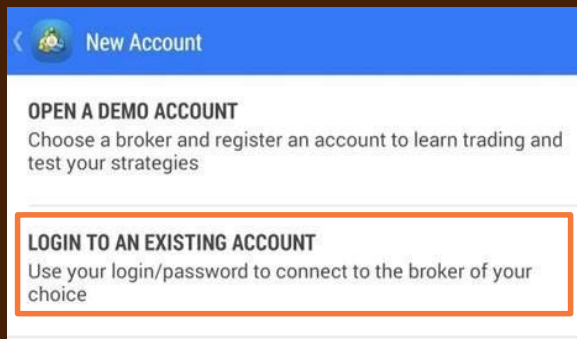 New Account
OPEN A DEMO ACCOUNT
Choose a broker and register an account to learn trading and
test your strategies
LOGIN TO AN EXISTING ACCOUNT
Use your login/password to connect to the broker of your
choice